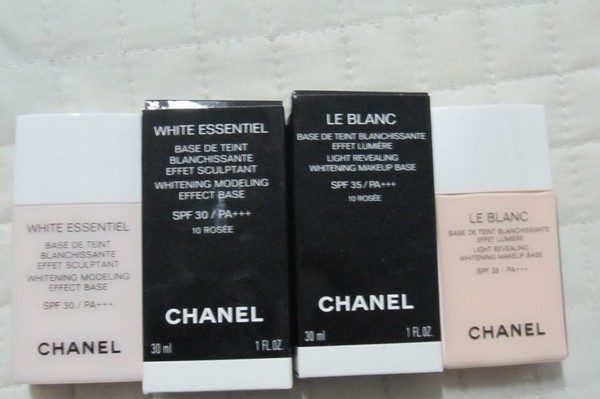 WHITE ESSENTIEL
BASE DE TEINT
BLANCHISSANTE
EFFET SCULPTANT
WHITENING MODELING
EFFECT BASE
SPF 30 / PA+++
CHANEL
WHITE ESSENTIEL
BASE DE TEINT
BLANCHISSANTE
EFFET SCULPTANT
WHITENING MODELING
EFFECT BASE
SPF 30 / PA+++
10 ROSÉE
CHANEL
30 ml 1 FL.OZ.
LE BLANC
BASE DE TEINT BLANCHISSANTE
EFFET LUMIÈRE
LIGHT REVEALING
WHITENING MAKEUP BASE
SPF 35 / PA+++
10 ROSÉE
CHANEL
30 ml 1 FL.OZ.
LE BLANC
BASE DE TEINT BLANCHISSANTE
EFFET LUMIÈRE
LIGHT REVEALING
WHITENING MAKEUP BASE
SPF 35 / PA+++
CHANEL